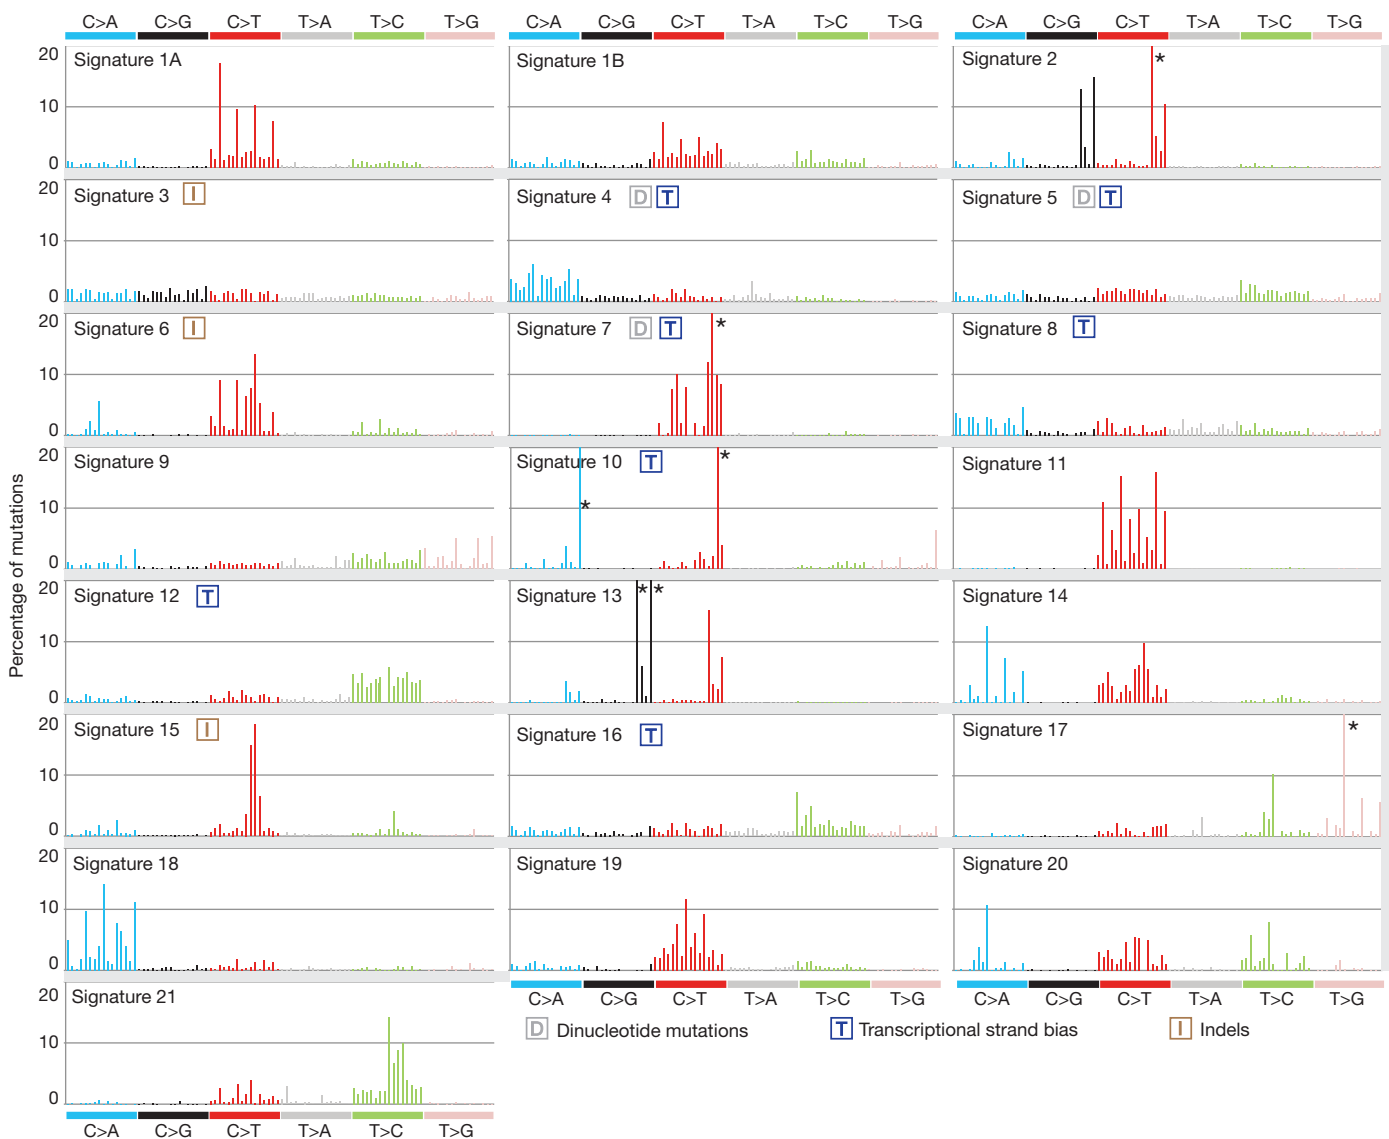 C>A C>G C>T T>A T>C T>G C>A C>G C>T T>A T>C T>G C>A C>G C>T T>A T>C T>G
Percentage of mutations
20 Signature 1A Signature 1B Signature 2 *
10
0
20 Signature 3 I Signature 4 D T Signature 5 D T
10
0
20 Signature 6 I Signature 7 D T * Signature 8 T
10
0
20 Signature 9 Signature 10 T * Signature 11
10 *
0
20 Signature 12 T Signature 13 * * Signature 14
10
0
20 Signature 15 I Signature 16 T Signature 17 *
10
0
20 Signature 18 Signature 19 Signature 20
10
0
20 Signature 21
C>A C>G C>T T>A T>C T>G C>A C>G C>T T>A T>C T>G
D Dinucleotide mutations T Transcriptional strand bias I Indels
10
0
C>A C>G C>T T>A T>C T>G